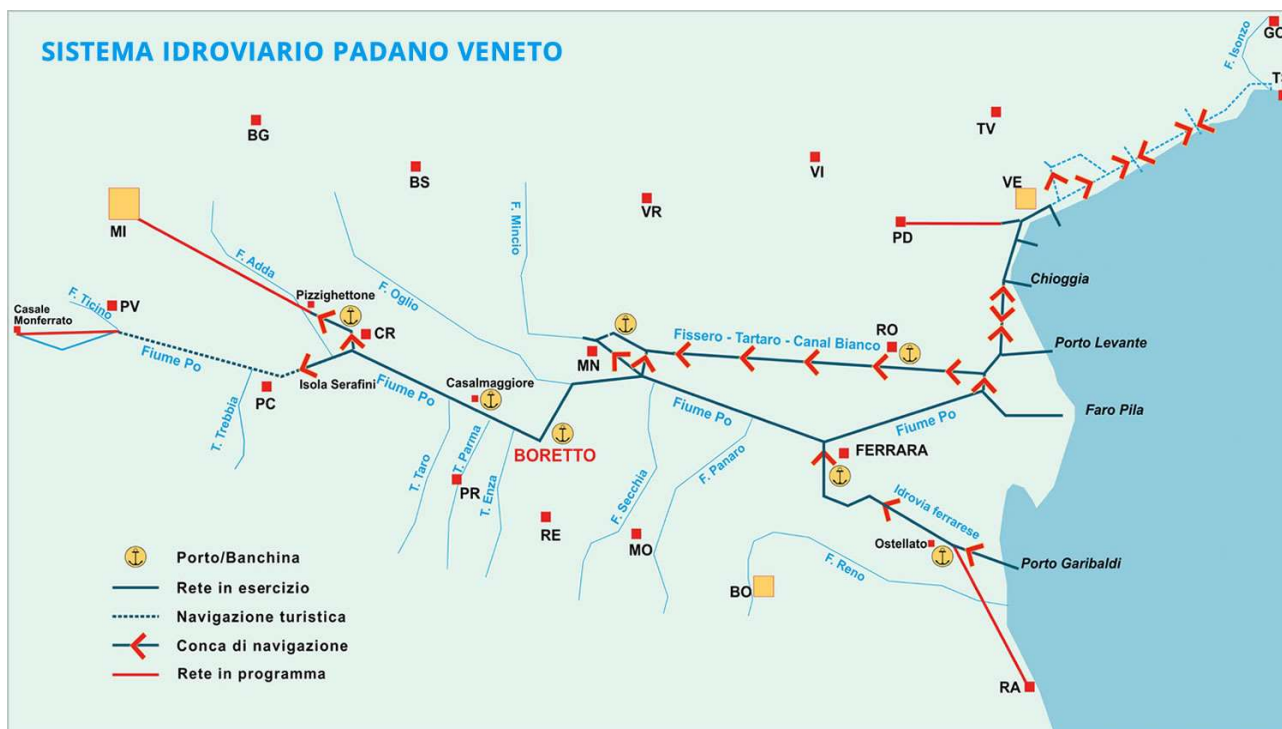 SISTEMA IDROVIARIO PADANO VENETO
GO
F. Isonzo
TS
BG
TV
BS
VI
VE
MI
VR
F. Mincio
PD
F. Adda
F. Oglio
Chioggia
Pizzighettone
F. Ticino
PV
Casale
Monferrato
CR
Fissero - Tartaro - Canal Bianco
RO
Porto Levante
Fiume Po
MN
Isola Serafini
PC
Fiume Po
Casalmaggiore
Fiume Po
Fiume Po
Faro Pila
T. Trebbia
BORETTO
FERRARA
T. Taro
T. Parma
T. Enza
PR
F. Secchia
F. Panaro
Idrovia ferrarese
RE
MO
Ostellato
Porto Garibaldi
F. Reno
BO
RA
Porto/Banchina
Rete in esercizio
Navigazione turistica
Conca di navigazione
Rete in programma